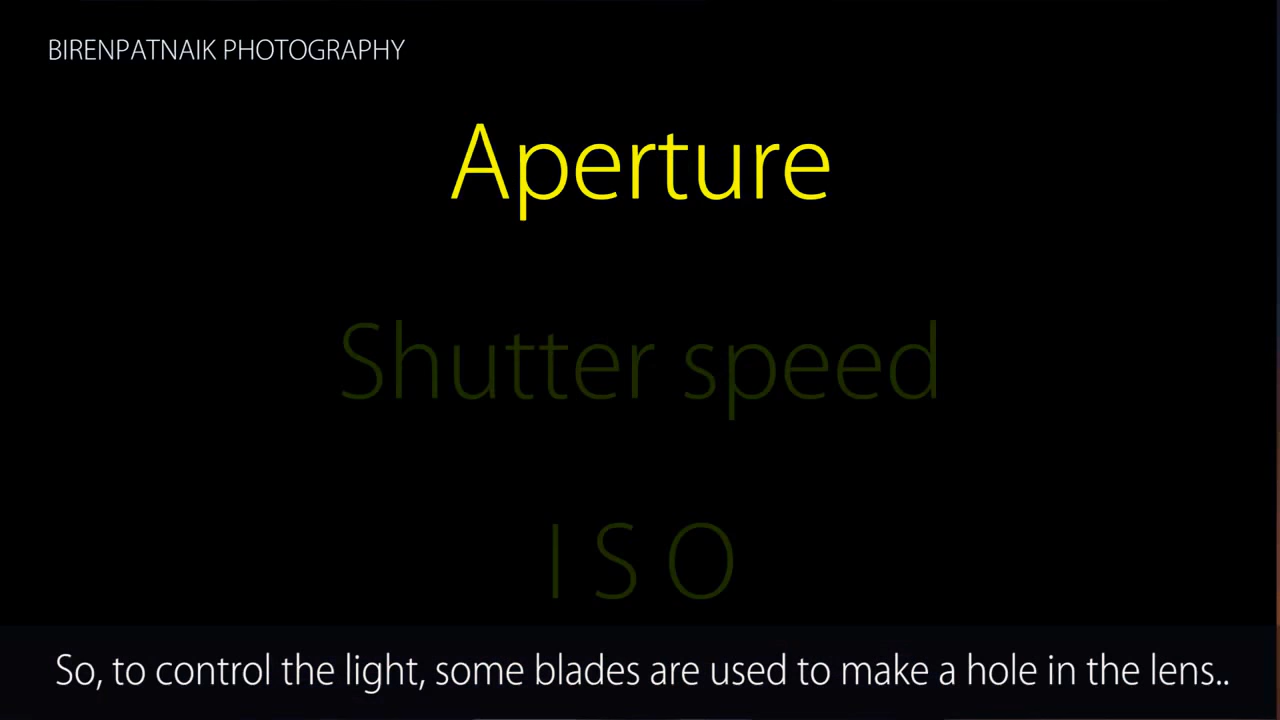 BIRENPATNAIK PHOTOGRAPHY
Aperture
Shutter speed
I S O
So, to control the light, some blades are used to make a hole in the lens..